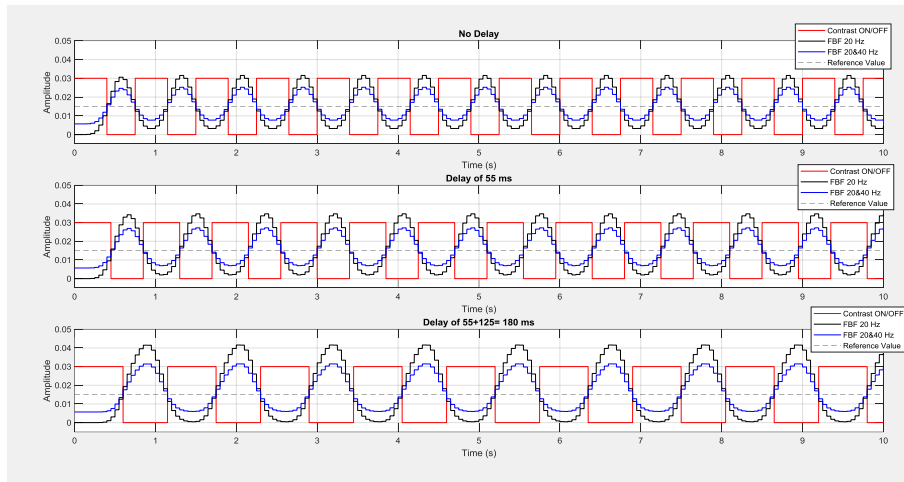 No Delay
Contrast ON/OFF
FBF 20 Hz
FBF 20&40 Hz
Reference Value
Amplitude
0.05
0.04
0.03
0.02
0.01
0
0 1 2 3 4 5 6 7 8 9 10
Time (s)
Delay of 55 ms
Contrast ON/OFF
FBF 20 Hz
FBF 20&40 Hz
Reference Value
Amplitude
0.05
0.04
0.03
0.02
0.01
0
0 1 2 3 4 5 6 7 8 9 10
Time (s)
Delay of 55+125= 180 ms
Contrast ON/OFF
FBF 20 Hz
FBF 20&40 Hz
Reference Value
Amplitude
0.05
0.04
0.03
0.02
0.01
0
0 1 2 3 4 5 6 7 8 9 10
Time (s)